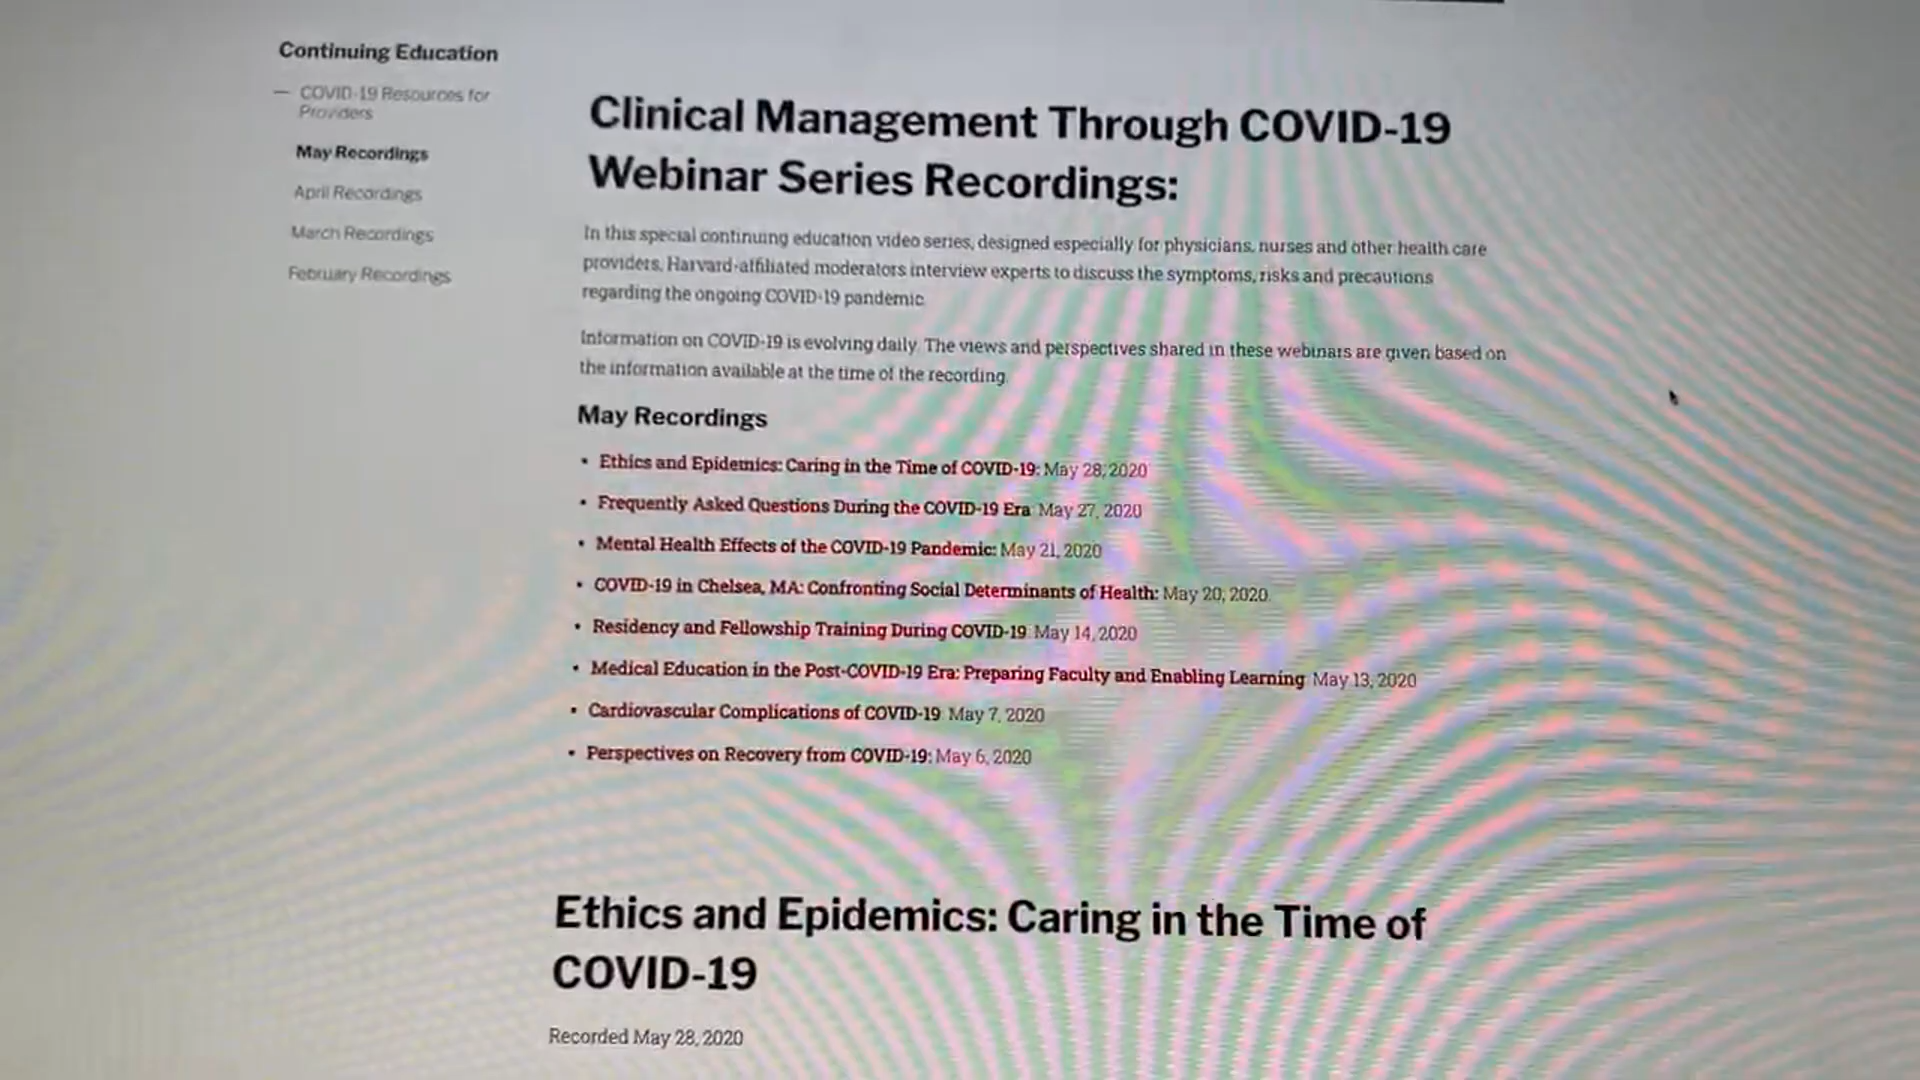 Continuing Education
— COVID-19 Resources for
Providers
May Recordings
April Recordings
March Recordings
February Recordings
Clinical Management Through COVID-19
Webinar Series Recordings:
In this special continuing education video series, designed especially for physicians, nurses and other health care
providers, Harvard-affiliated moderators interview experts to discuss the symptoms, risks and precautions
regarding the ongoing COVID-19 pandemic.
Information on COVID-19 is evolving daily. The views and perspectives shared in these webinars are given based on
the information available at the time of the recording.
May Recordings
• Ethics and Epidemics: Caring in the Time of COVID-19: May 28, 2020
• Frequently Asked Questions During the COVID-19 Era: May 27, 2020
• Mental Health Effects of the COVID-19 Pandemic: May 21, 2020
• COVID-19 in Chelsea, MA: Confronting Social Determinants of Health: May 20, 2020.
• Residency and Fellowship Training During COVID-19: May 14, 2020
• Medical Education in the Post-COVID-19 Era: Preparing Faculty and Enabling Learning: May 13, 2020
• Cardiovascular Complications of COVID-19: May 7, 2020
• Perspectives on Recovery from COVID-19: May 6, 2020
Ethics and Epidemics: Caring in the Time of
COVID-19
Recorded May 28, 2020